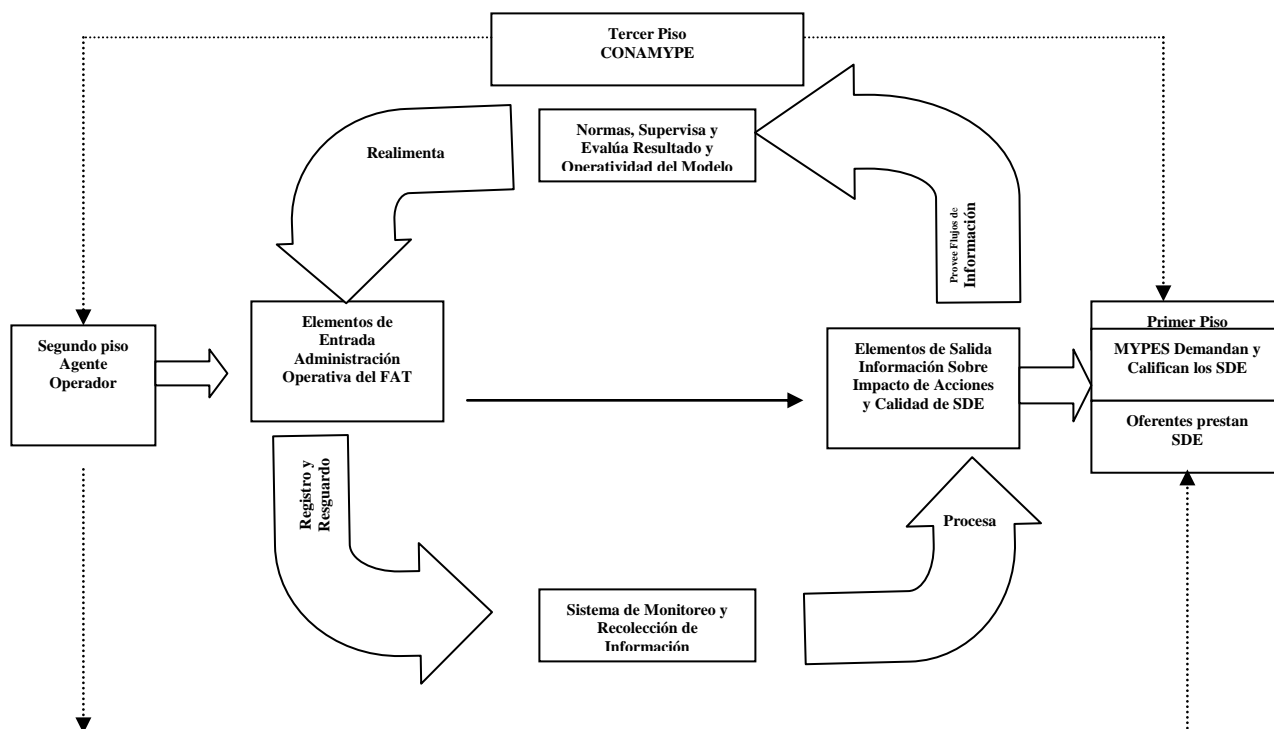 Tercer Piso
CONAMYPE
Normas, Supervisa y
Evalúa Resultado y
Operatividad del Modelo
Realimenta
Provee Flujos de
Información
Segundo piso
Agente
Operador
Elementos de
Entrada
Administración
Operativa del FAT
Elementos de Salida
Información Sobre
Impacto de Acciones
y Calidad de SDE
Primer Piso
MYPES Demandan y
Califican los SDE
Oferentes prestan
SDE
Registro y
Resguardo
Procesa
Sistema de Monitoreo y
Recolección de
Información